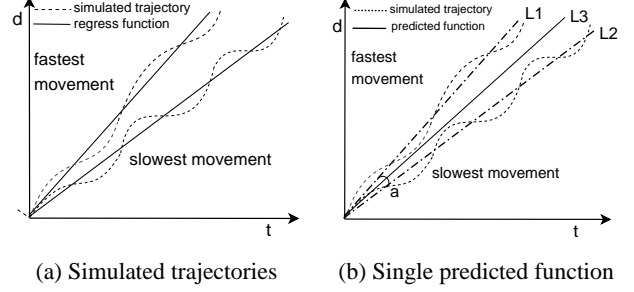 simulated trajectory
regress function
d
fastest
movement
slowest movement
t
(a) Simulated trajectories
simulated trajectory
predicted function
d
L1
L3
L2
fastest
movement
a
slowest movement
t
(b) Single predicted function